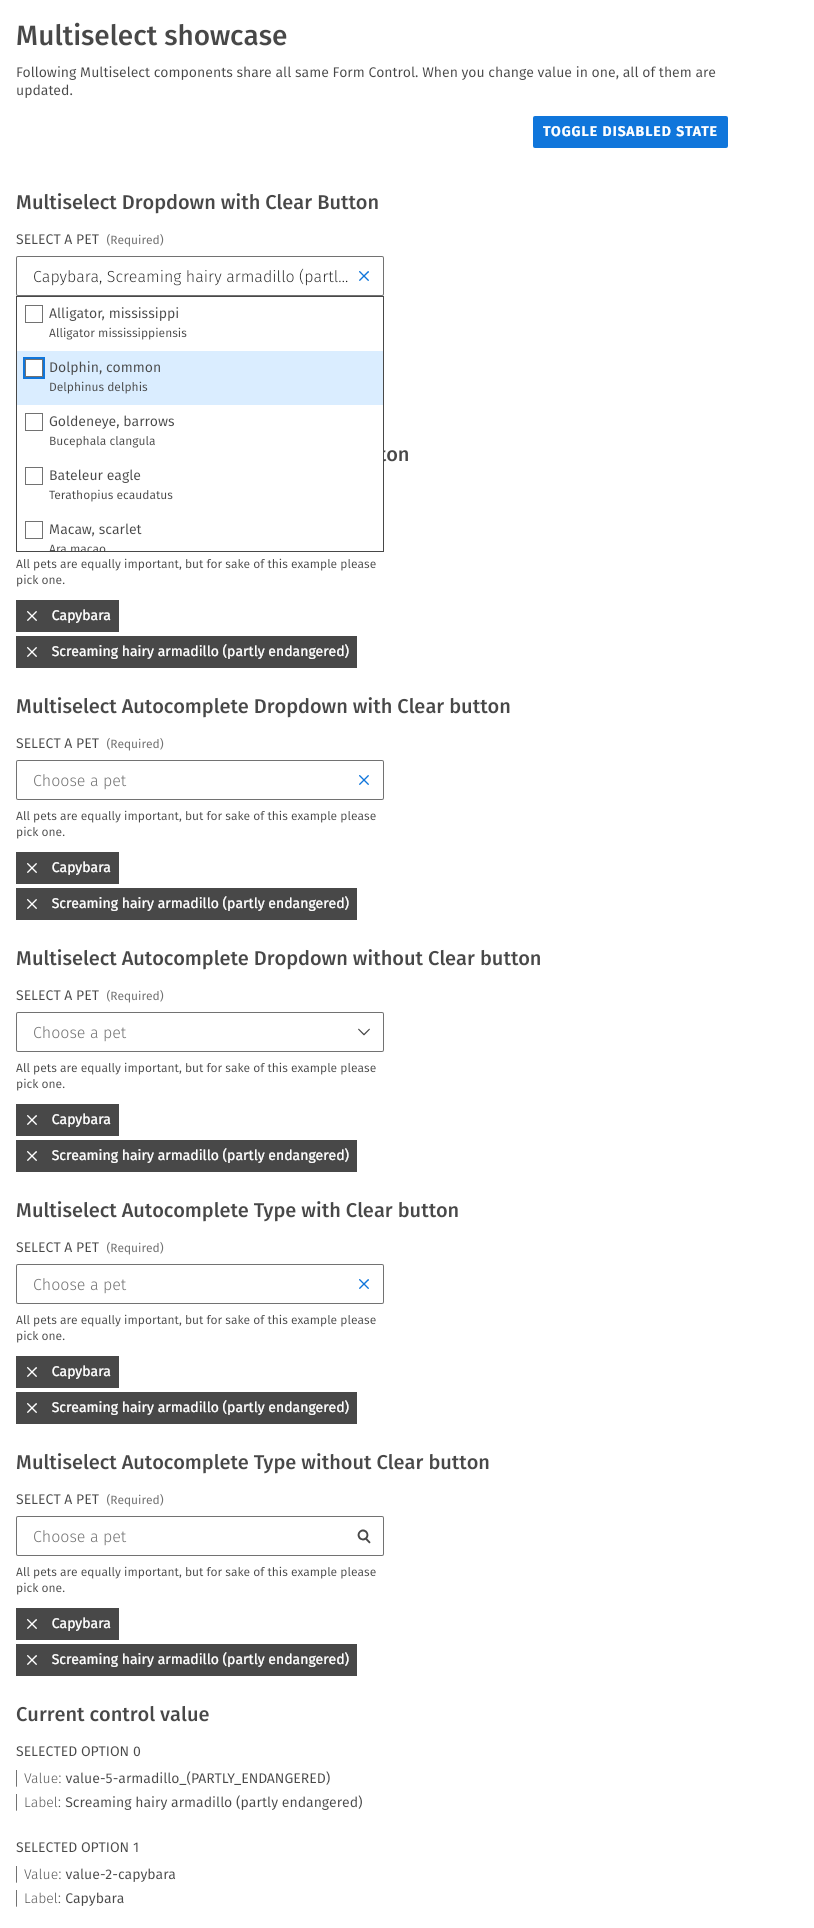 Multiselect showcase
Following Multiselect components share all same Form Control. When you change value in one, all of them are
updated.
TOGGLE DISABLED STATE
Multiselect Dropdown with Clear Button
SELECT A PET (Required)
Capybara, Screaming hairy armadillo (partl...
Alligator, mississippi
Alligator mississippiensis
Dolphin, common
Delphinus delphis
Goldeneye, barrows
Bucephala clangula
ton
Bateleur eagle
Terathopius ecaudatus
Macaw, scarlet
Ara macao
All pets are equally important, but for sake of this example please
pick one.
Capybara
Screaming hairy armadillo (partly endangered)
Multiselect Autocomplete Dropdown with Clear button
SELECT A PET (Required)
Choose a pet
All pets are equally important, but for sake of this example please
pick one.
Capybara
Screaming hairy armadillo (partly endangered)
Multiselect Autocomplete Dropdown without Clear button
SELECT A PET (Required)
Choose a pet
All pets are equally important, but for sake of this example please
pick one.
Capybara
Screaming hairy armadillo (partly endangered)
Multiselect Autocomplete Type with Clear button
SELECT A PET (Required)
Choose a pet
All pets are equally important, but for sake of this example please
pick one.
Capybara
Screaming hairy armadillo (partly endangered)
Multiselect Autocomplete Type without Clear button
SELECT A PET (Required)
Choose a pet
All pets are equally important, but for sake of this example please
pick one.
Capybara
Screaming hairy armadillo (partly endangered)
Current control value
SELECTED OPTION 0
Value: value-5-armadillo_(PARTLY_ENDANGERED)
Label: Screaming hairy armadillo (partly endangered)
SELECTED OPTION 1
Value: value-2-capybara
Label: Capybara